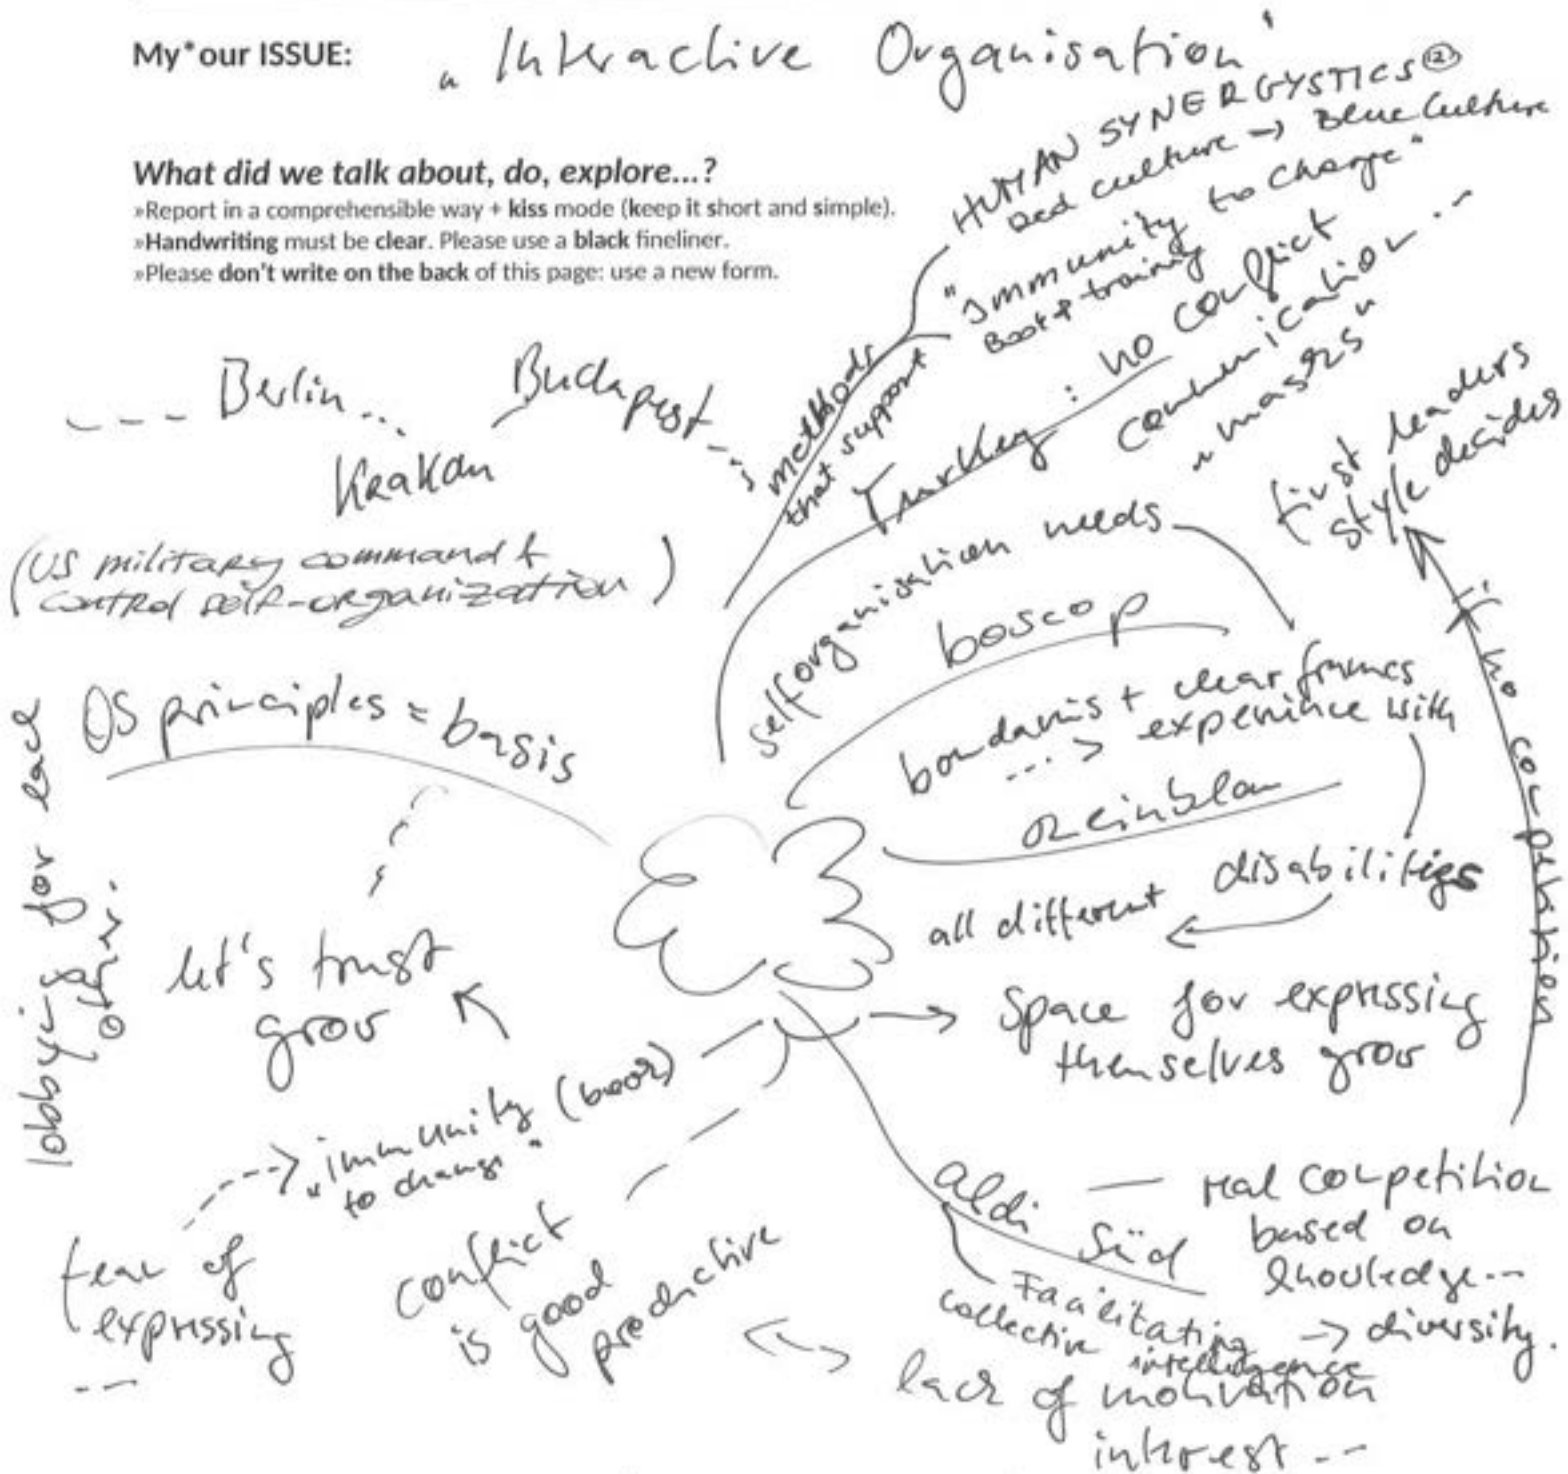 My*our ISSUE: „Interactive Organisation'
What did we talk about, do, explore...?
»Report in a comprehensible way + kiss mode (keep it short and simple).
»Handwriting must be clear. Please use a black fineliner.
»Please don't write on the back of this page: use a new form.
HUMAN SYNERGYSTICS
Red culture → Blue Culture
"Immunity to Change"
Book + training
methods
that support
Turkey : no conflict
communication ...
„masters"
--- Berlin...
Krakau
Budapest...
(US military command &
control self-organization)
selforganisation needs
boscop
boundaries + clear frames
...> experience with
disabilities
all different
Space for expressing
themselves grow
first leaders
style decides
if no competition
OS principles = basis
lobbying for each
let's trust
grow
--> „immunity (book)
to change"
fear of
expressing
---
conflict
is good
productive
aldi Süd
— real competition
based on
knowledge...
→ diversity.
Facilitating
collective intelligence
lack of motivation
interest ...